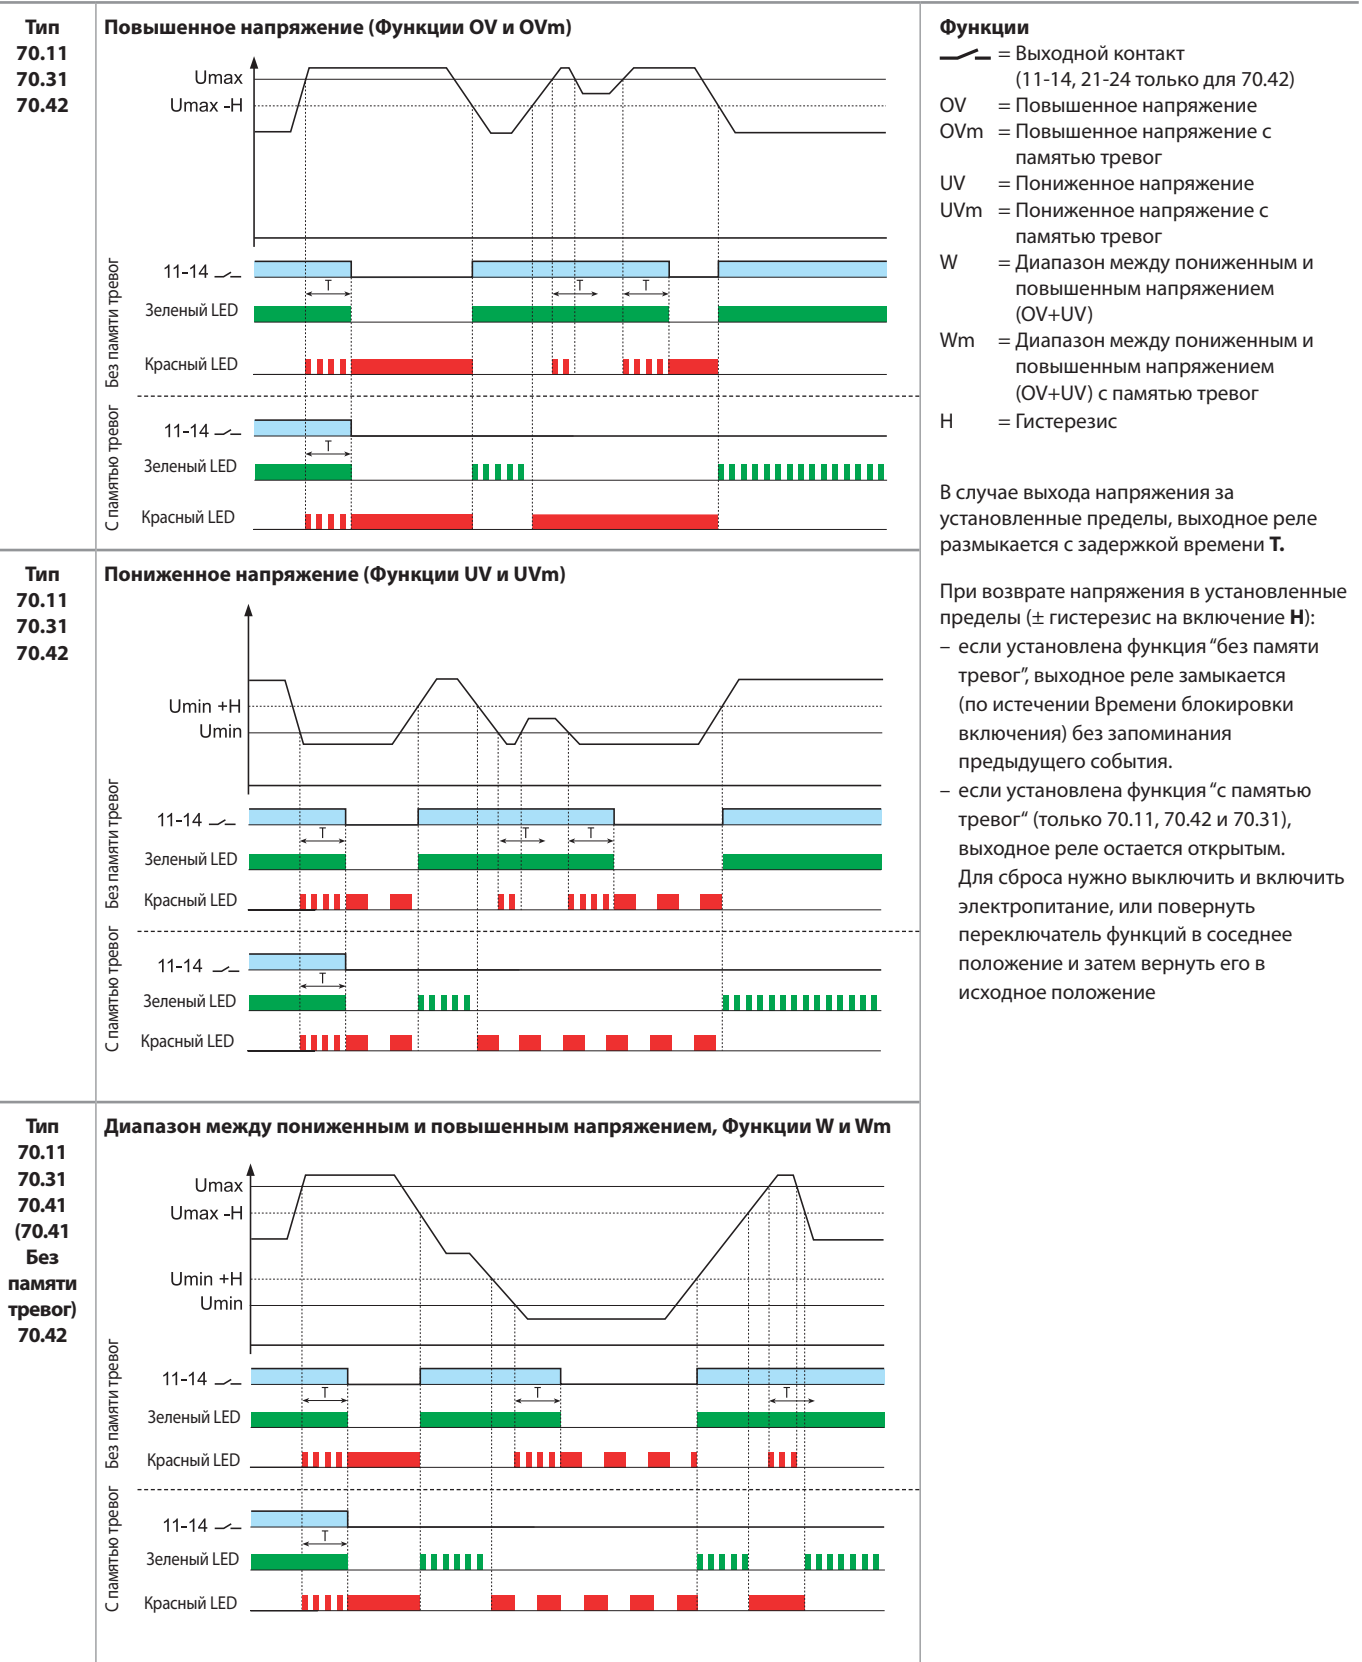 Тип
70.11
70.31
70.42
Повышенное напряжение (Функции OV и OVm)
Umax
Umax -H
Без памяти тревог
11-14
T
T
T
Зеленый LED
Красный LED
С памятью тревог
11-14
T
Зеленый LED
Красный LED
Тип
70.11
70.31
70.42
Пониженное напряжение (Функции UV и UVm)
Umin +H
Umin
Без памяти тревог
11-14
T
T
T
Зеленый LED
Красный LED
С памятью тревог
11-14
T
Зеленый LED
Красный LED
Тип
70.11
70.31
70.41
(70.41
Без
памяти
тревог)
70.42
Диапазон между пониженным и повышенным напряжением, Функции W и Wm
Umax
Umax -H
Umin +H
Umin
Без памяти тревог
11-14
T
T
T
Зеленый LED
Красный LED
С памятью тревог
11-14
T
Зеленый LED
Красный LED
Функции
= Выходной контакт
(11-14, 21-24 только для 70.42)
OV = Повышенное напряжение
OVm = Повышенное напряжение с
памятью тревог
UV = Пониженное напряжение
UVm = Пониженное напряжение с
памятью тревог
W = Диапазон между пониженным и
повышенным напряжением
(OV+UV)
Wm = Диапазон между пониженным и
повышенным напряжением
(OV+UV) с памятью тревог
H = Гистерезис
В случае выхода напряжения за
установленные пределы, выходное реле
размыкается с задержкой времени T.
При возврате напряжения в установленные
пределы (± гистерезис на включение H):
– если установлена функция “без памяти
тревог”, выходное реле замыкается
(по истечении Времени блокировки
включения) без запоминания
предыдущего события.
– если установлена функция “с памятью
тревог“ (только 70.11, 70.42 и 70.31),
выходное реле остается открытым.
Для сброса нужно выключить и включить
электропитание, или повернуть
переключатель функций в соседнее
положение и затем вернуть его в
исходное положение